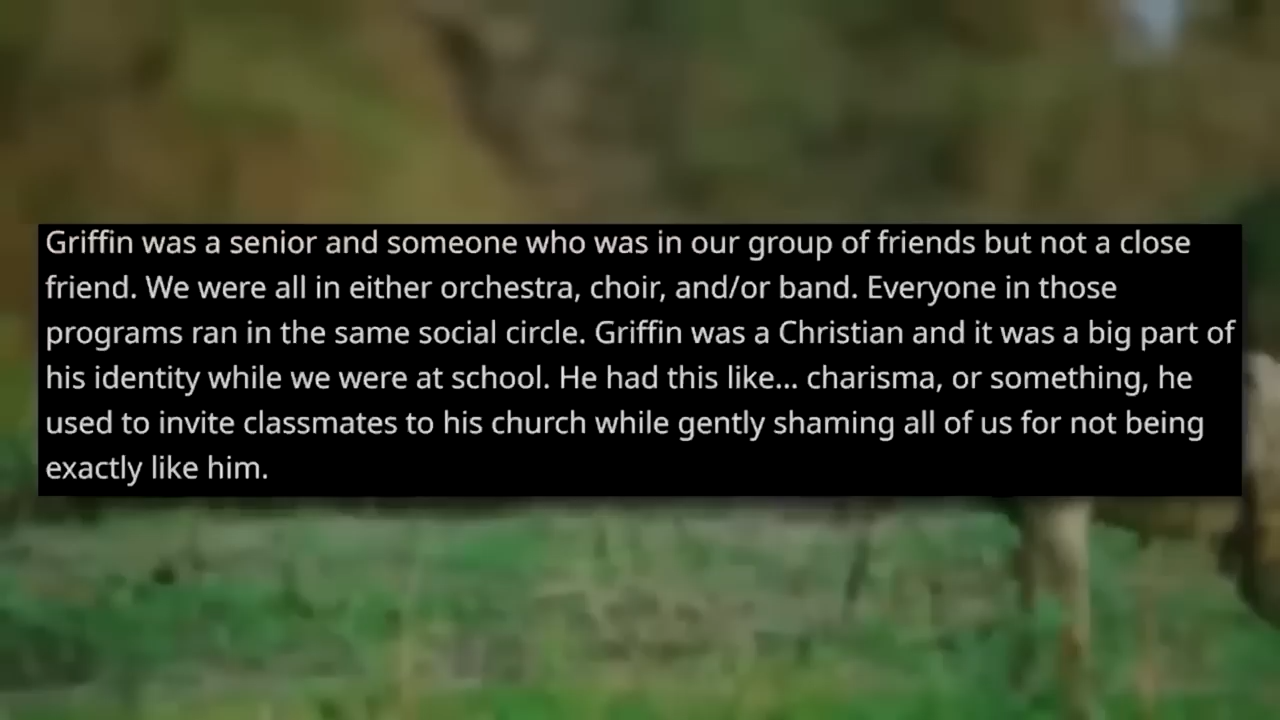 Griffin was a senior and someone who was in our group of friends but not a close
friend. We were all in either orchestra, choir, and/or band. Everyone in those
programs ran in the same social circle. Griffin was a Christian and it was a big part of
his identity while we were at school. He had this like... charisma, or something, he
used to invite classmates to his church while gently shaming all of us for not being
exactly like him.